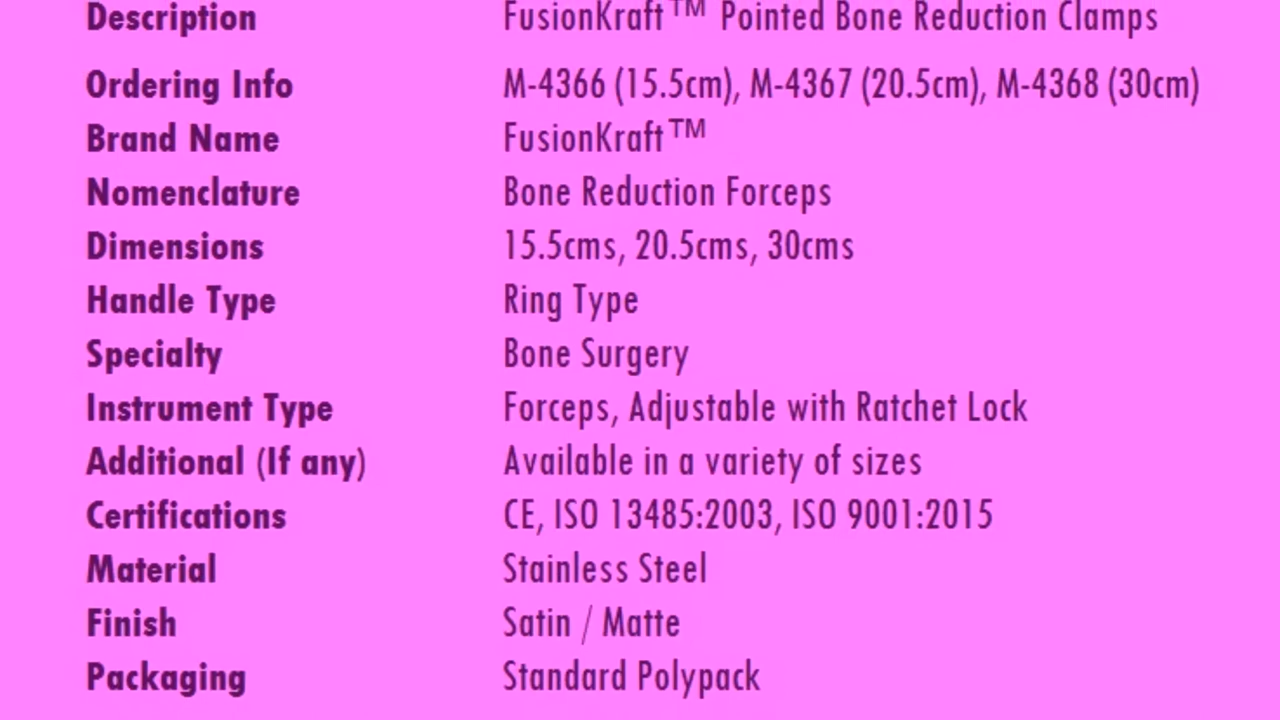 Description FusionKraft™ Pointed Bone Reduction Clamps
Ordering Info M-4366 (15.5cm), M-4367 (20.5cm), M-4368 (30cm)
Brand Name FusionKraft™
Nomenclature Bone Reduction Forceps
Dimensions 15.5cms, 20.5cms, 30cms
Handle Type Ring Type
Specialty Bone Surgery
Instrument Type Forceps, Adjustable with Ratchet Lock
Additional (If any) Available in a variety of sizes
Certifications CE, ISO 13485:2003, ISO 9001:2015
Material Stainless Steel
Finish Satin / Matte
Packaging Standard Polypack